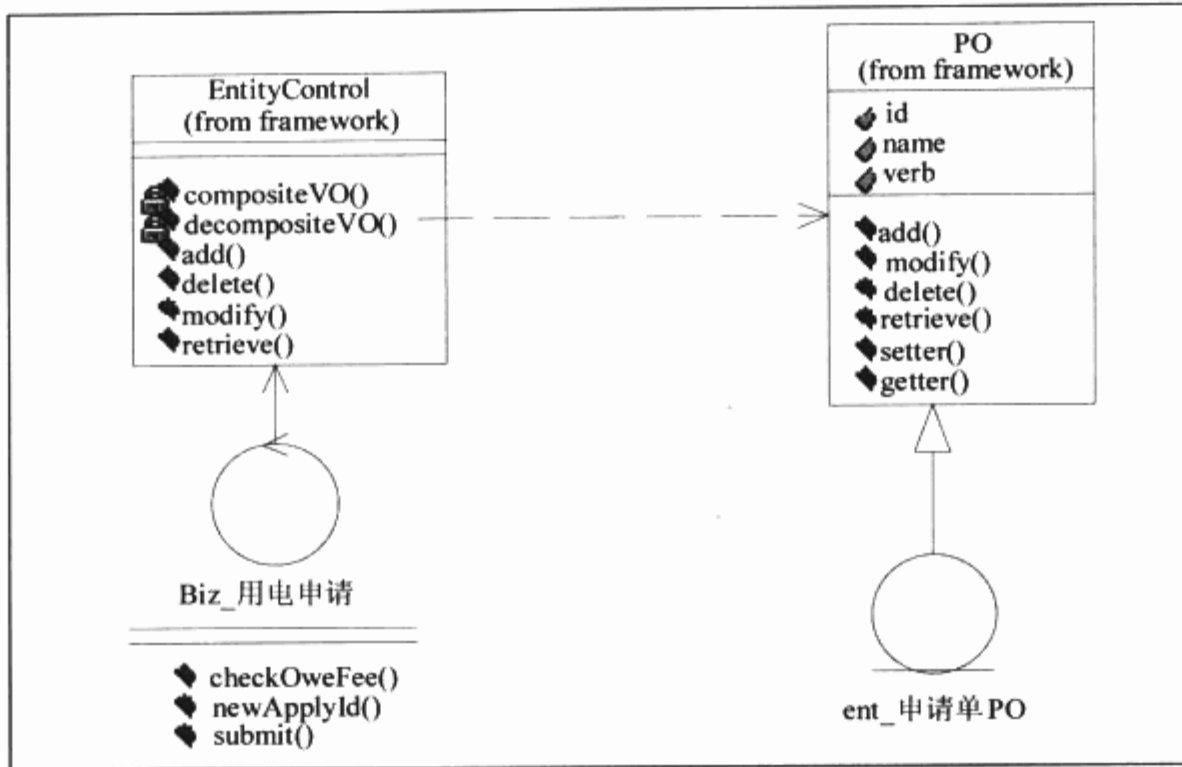 EntityControl
(from framework)
compositeVO()
decompositeVO()
add()
delete()
modify()
retrieve()
PO
(from framework)
id
name
verb
add()
modify()
delete()
retrieve()
setter()
getter()
Biz_用电申请
checkOweFee()
newApplyId()
submit()
ent_申请单PO